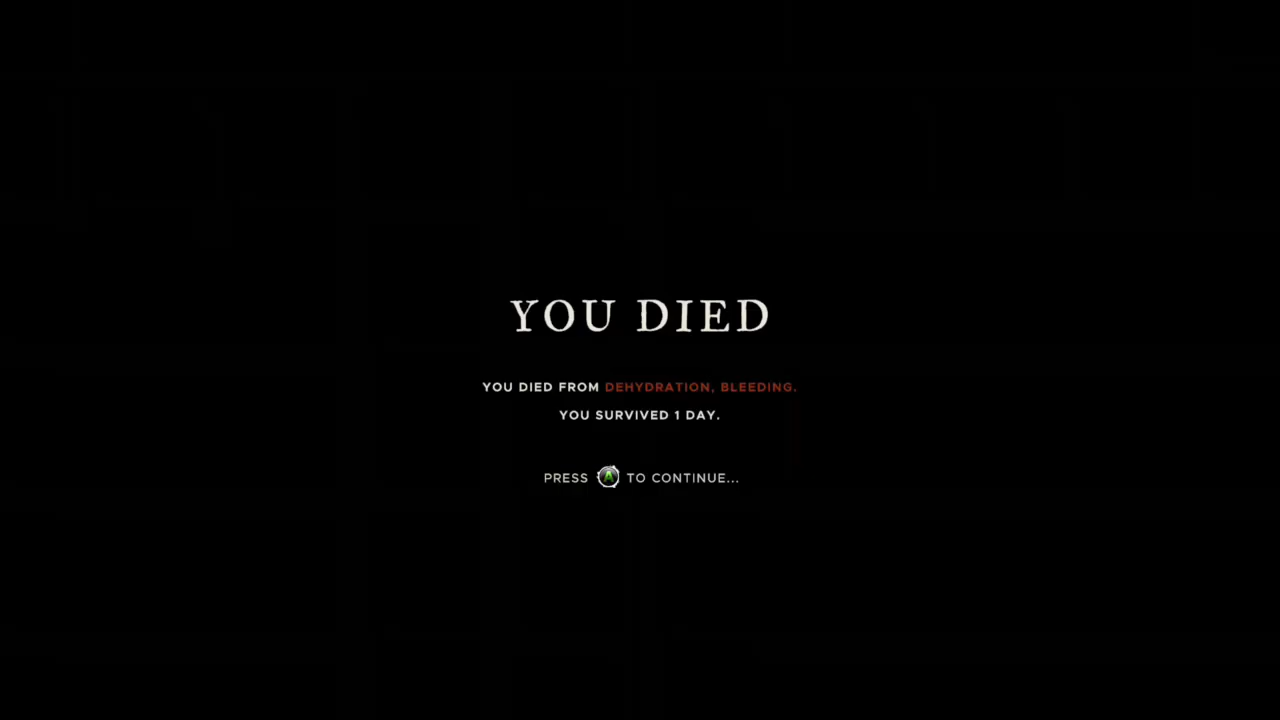 YOU DIED
YOU DIED FROM DEHYDRATION, BLEEDING.
YOU SURVIVED 1 DAY.
PRESS A TO CONTINUE...